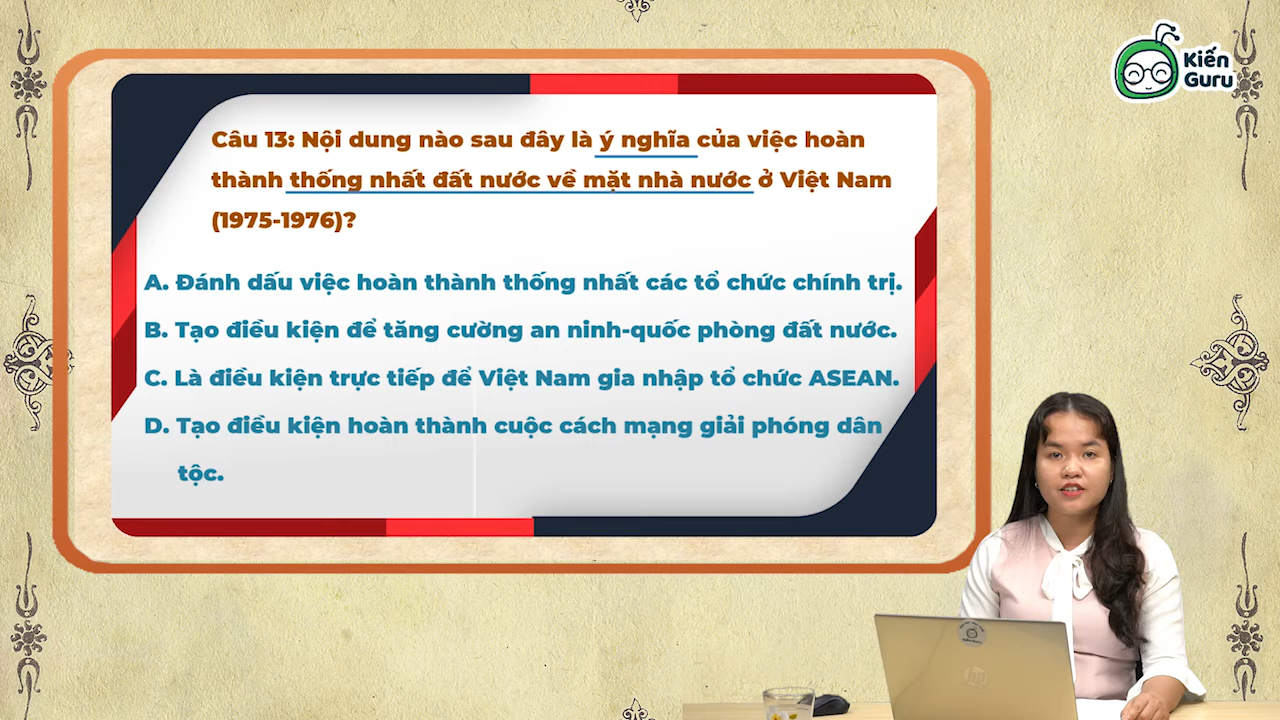 Kiến
Guru
Câu 13: Nội dung nào sau đây là ý nghĩa của việc hoàn
thành thống nhất đất nước về mặt nhà nước ở Việt Nam
(1975-1976)?
A. Đánh dấu việc hoàn thành thống nhất các tổ chức chính trị.
B. Tạo điều kiện để tăng cường an ninh-quốc phòng đất nước.
C. Là điều kiện trực tiếp để Việt Nam gia nhập tổ chức ASEAN.
D. Tạo điều kiện hoàn thành cuộc cách mạng giải phóng dân
tộc.